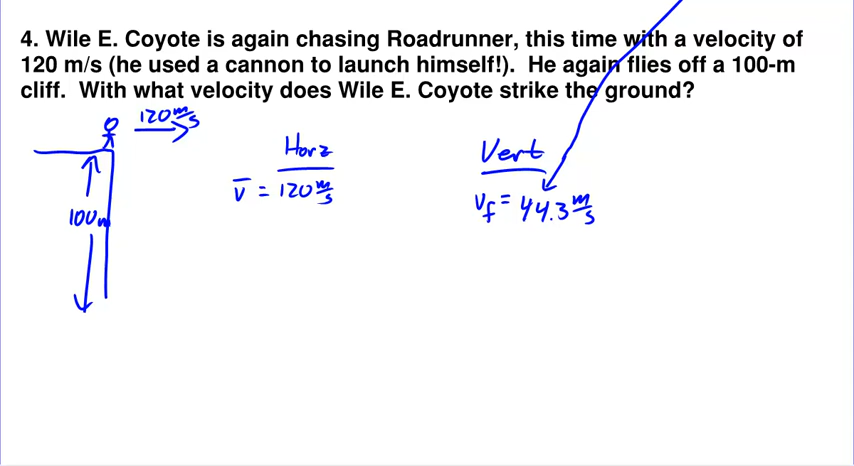 4. Wile E. Coyote is again chasing Roadrunner, this time with a velocity of
120 m/s (he used a cannon to launch himself!). He again flies off a 100-m
cliff. With what velocity does Wile E. Coyote strike the ground?
120 m/s
Horz
Vert
v̄ = 120 m/s
vf = 44.3 m/s
100m